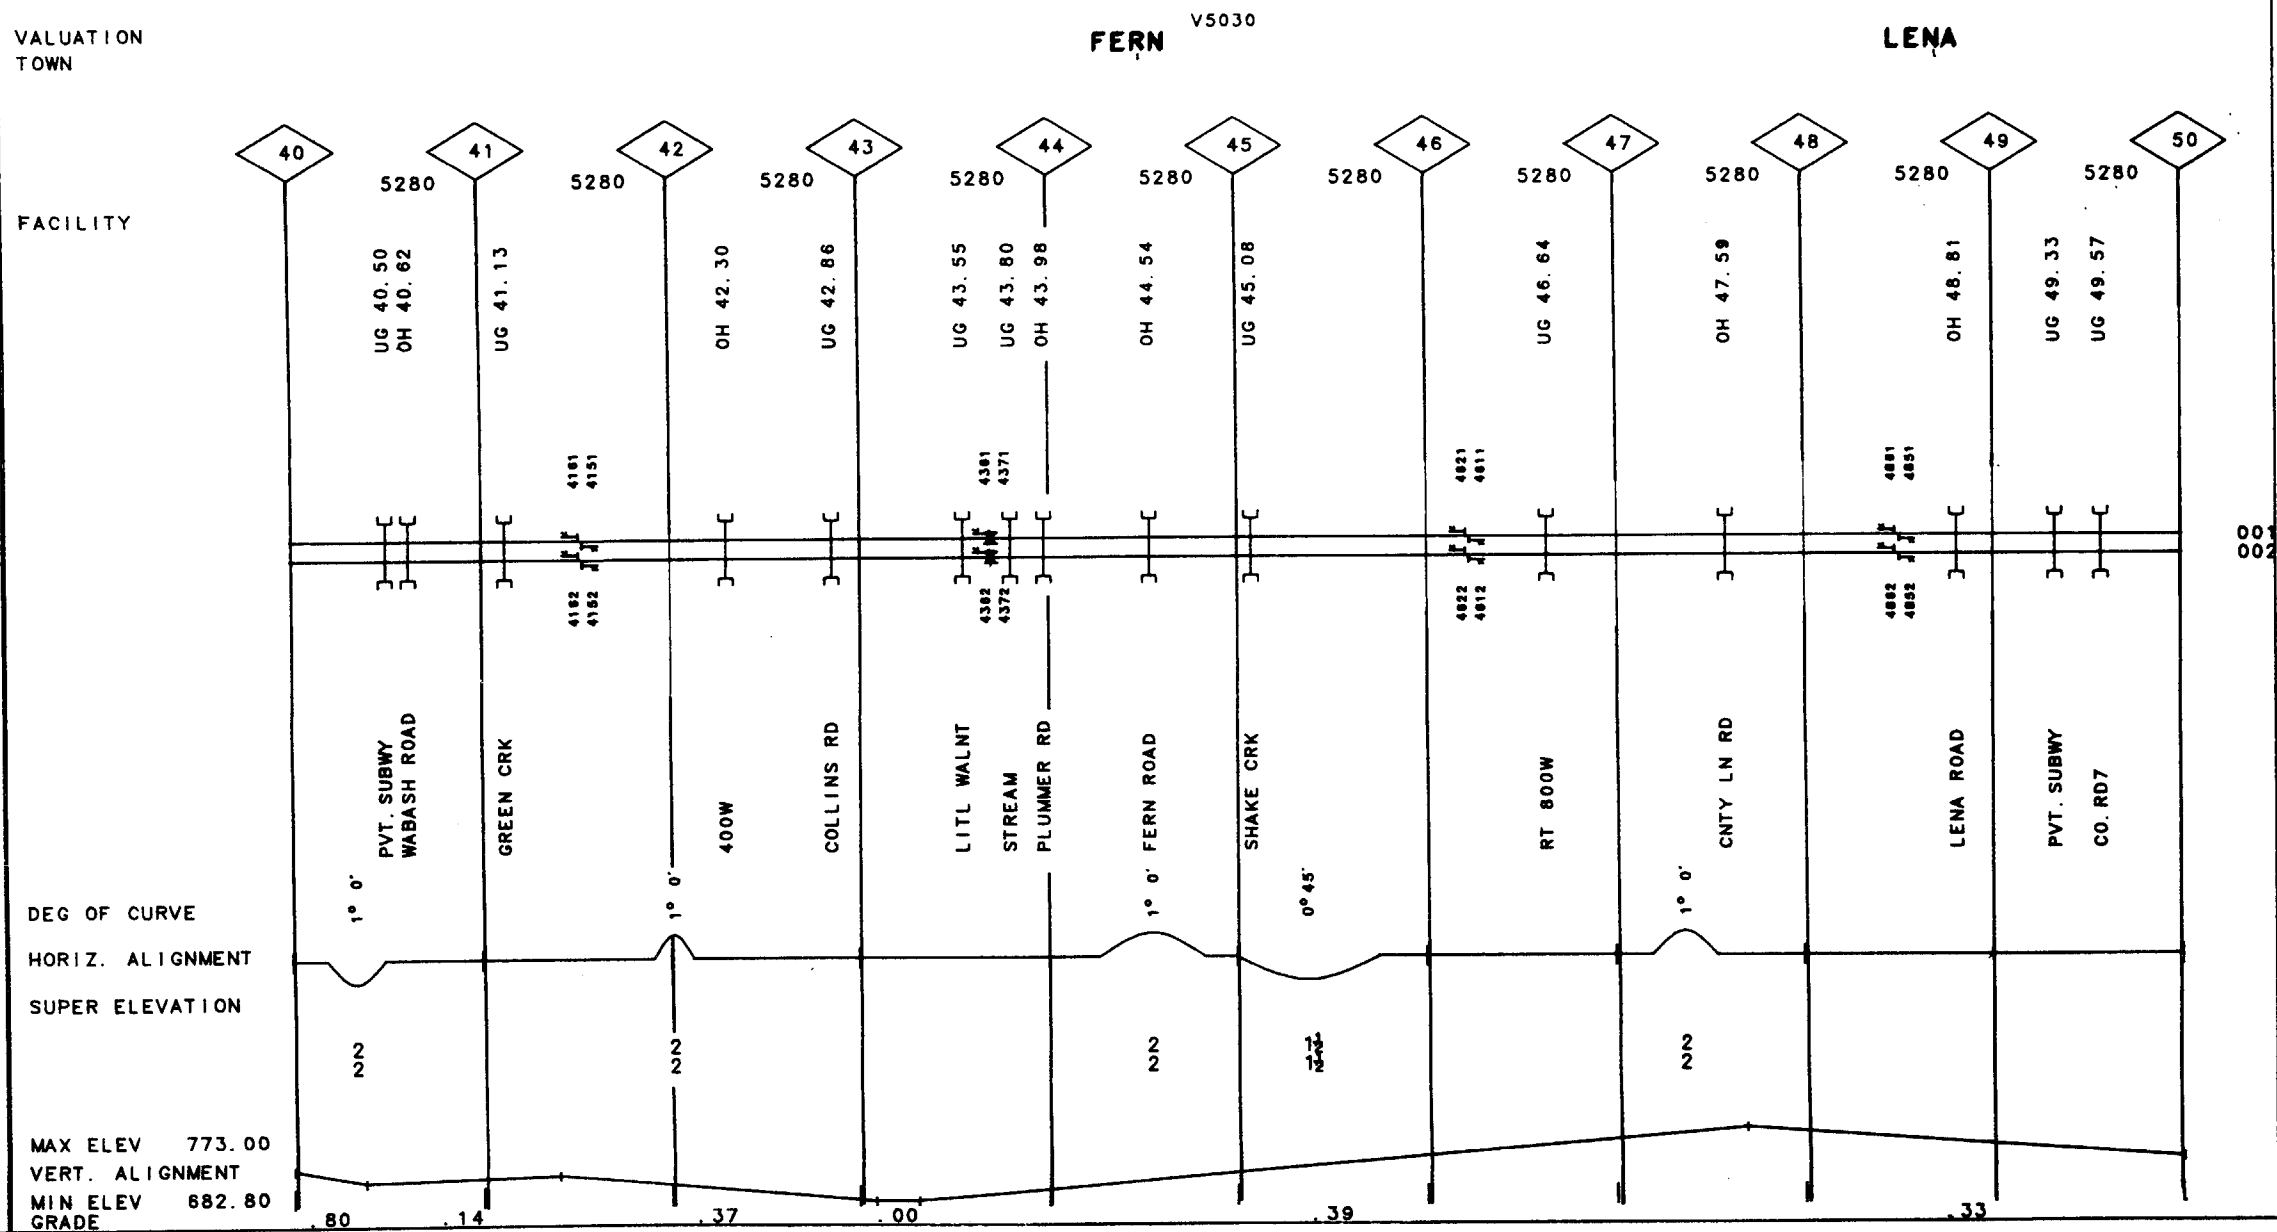 V5030
VALUATION FERN LENA
TOWN
40 41 42 43 44 45 46 47 48 49 50
5280 5280 5280 5280 5280 5280 5280 5280 5280 5280
FACILITY
UG 40.50
OH 40.62
UG 41.13
OH 42.30
UG 42.86
UG 43.55
UG 43.80
OH 43.98
OH 44.54
UG 45.08
UG 46.64
OH 47.59
OH 48.81
UG 49.33
UG 49.57
4161
4151
4361
4371
4621
4611
4851
001
002
4162
4152
4362
4372
4622
4612
4852
PVT. SUBWY
WABASH ROAD
GREEN CRK
400W
COLLINS RD
LITL WALNT
STREAM
PLUMMER RD
FERN ROAD
SHAKE CRK
RT 800W
CNTY LN RD
LENA ROAD
PVT. SUBWY
CO. RD7
DEG OF CURVE 1° 0' 1° 0' 1° 0' 0° 45' 1° 0'
HORIZ. ALIGNMENT
SUPER ELEVATION
2 2 2 2
2 2 2 2
MAX ELEV 773.00
VERT. ALIGNMENT
MIN ELEV 682.80
GRADE .80 .14 .37 .00 .39 .33